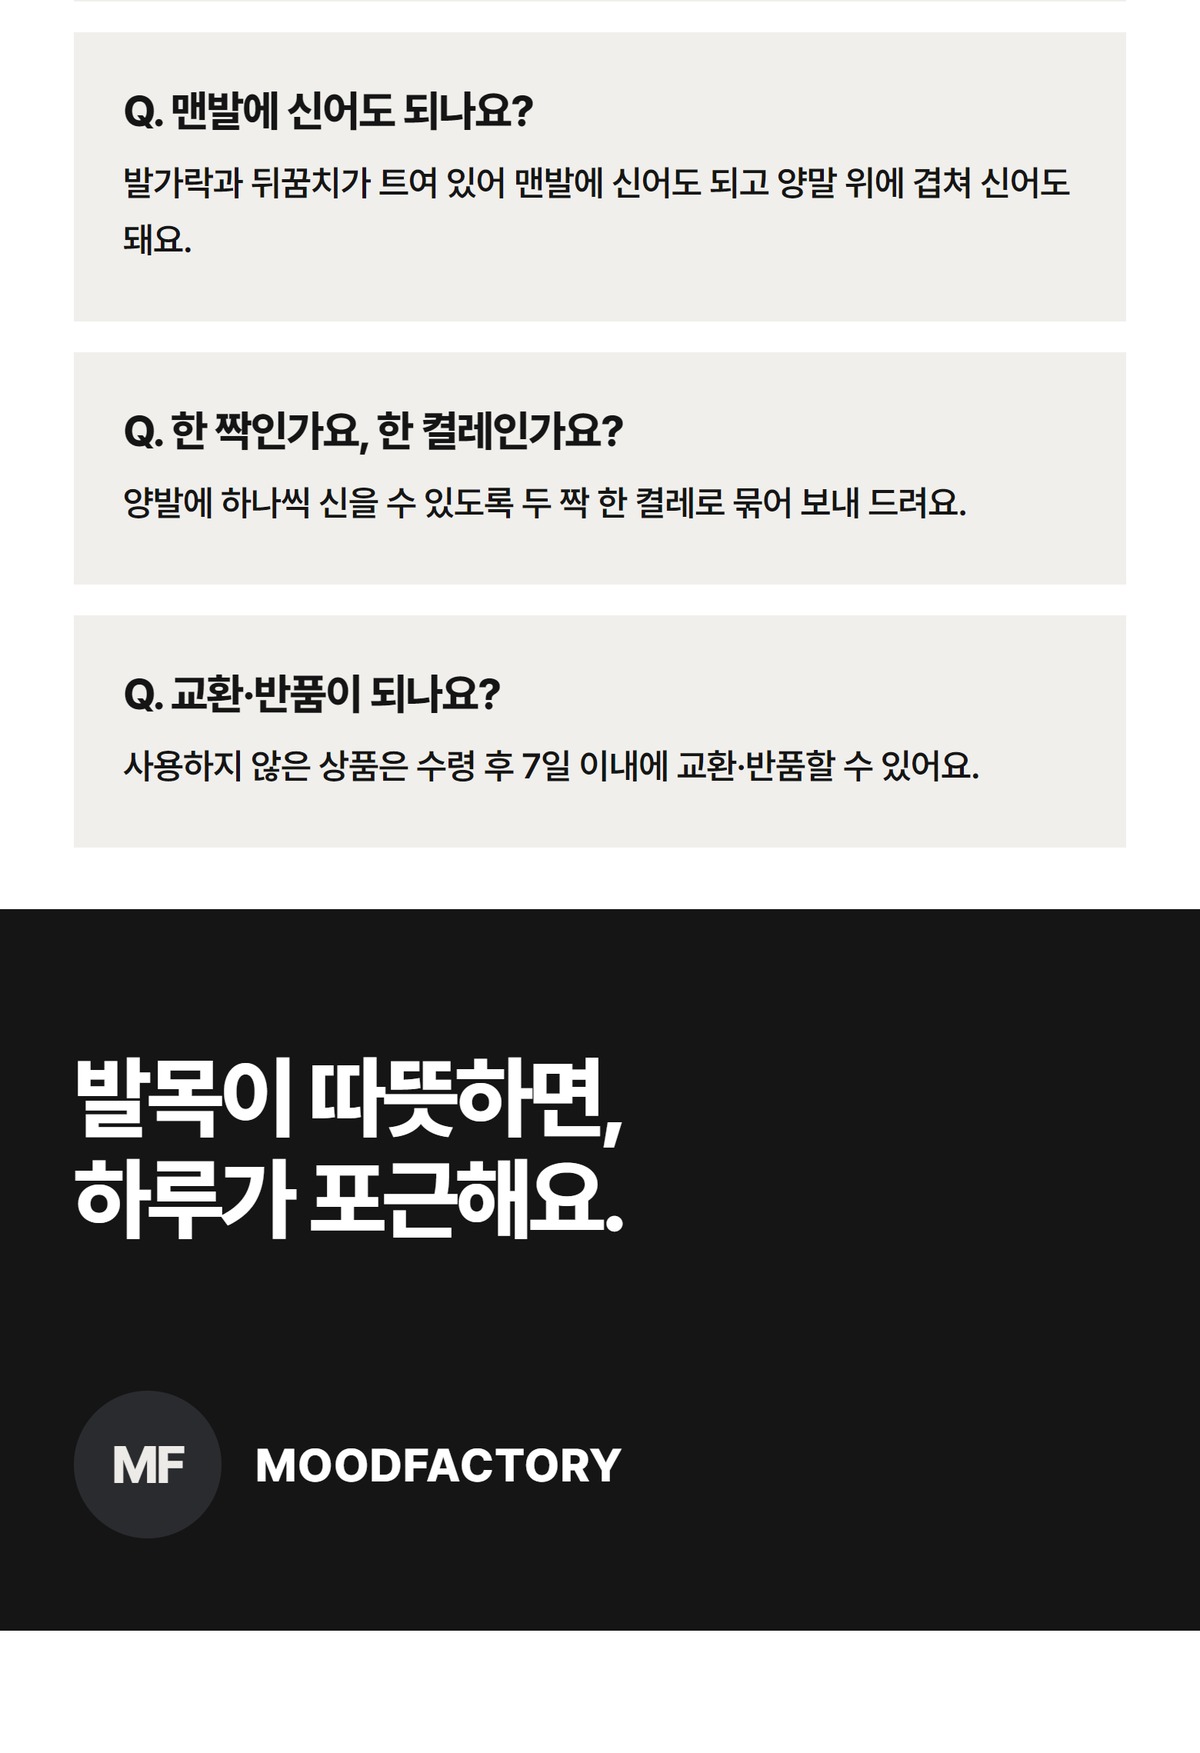 Q. 맨발에 신어도 되나요?
발가락과 뒤꿈치가 트여 있어 맨발에 신어도 되고 양말 위에 겹쳐 신어도
돼요.
Q. 한 짝인가요, 한 켤레인가요?
양발에 하나씩 신을 수 있도록 두 짝 한 켤레로 묶어 보내 드려요.
Q. 교환·반품이 되나요?
사용하지 않은 상품은 수령 후 7일 이내에 교환·반품할 수 있어요.
발목이 따뜻하면,
하루가 포근해요.
MF MOODFACTORY